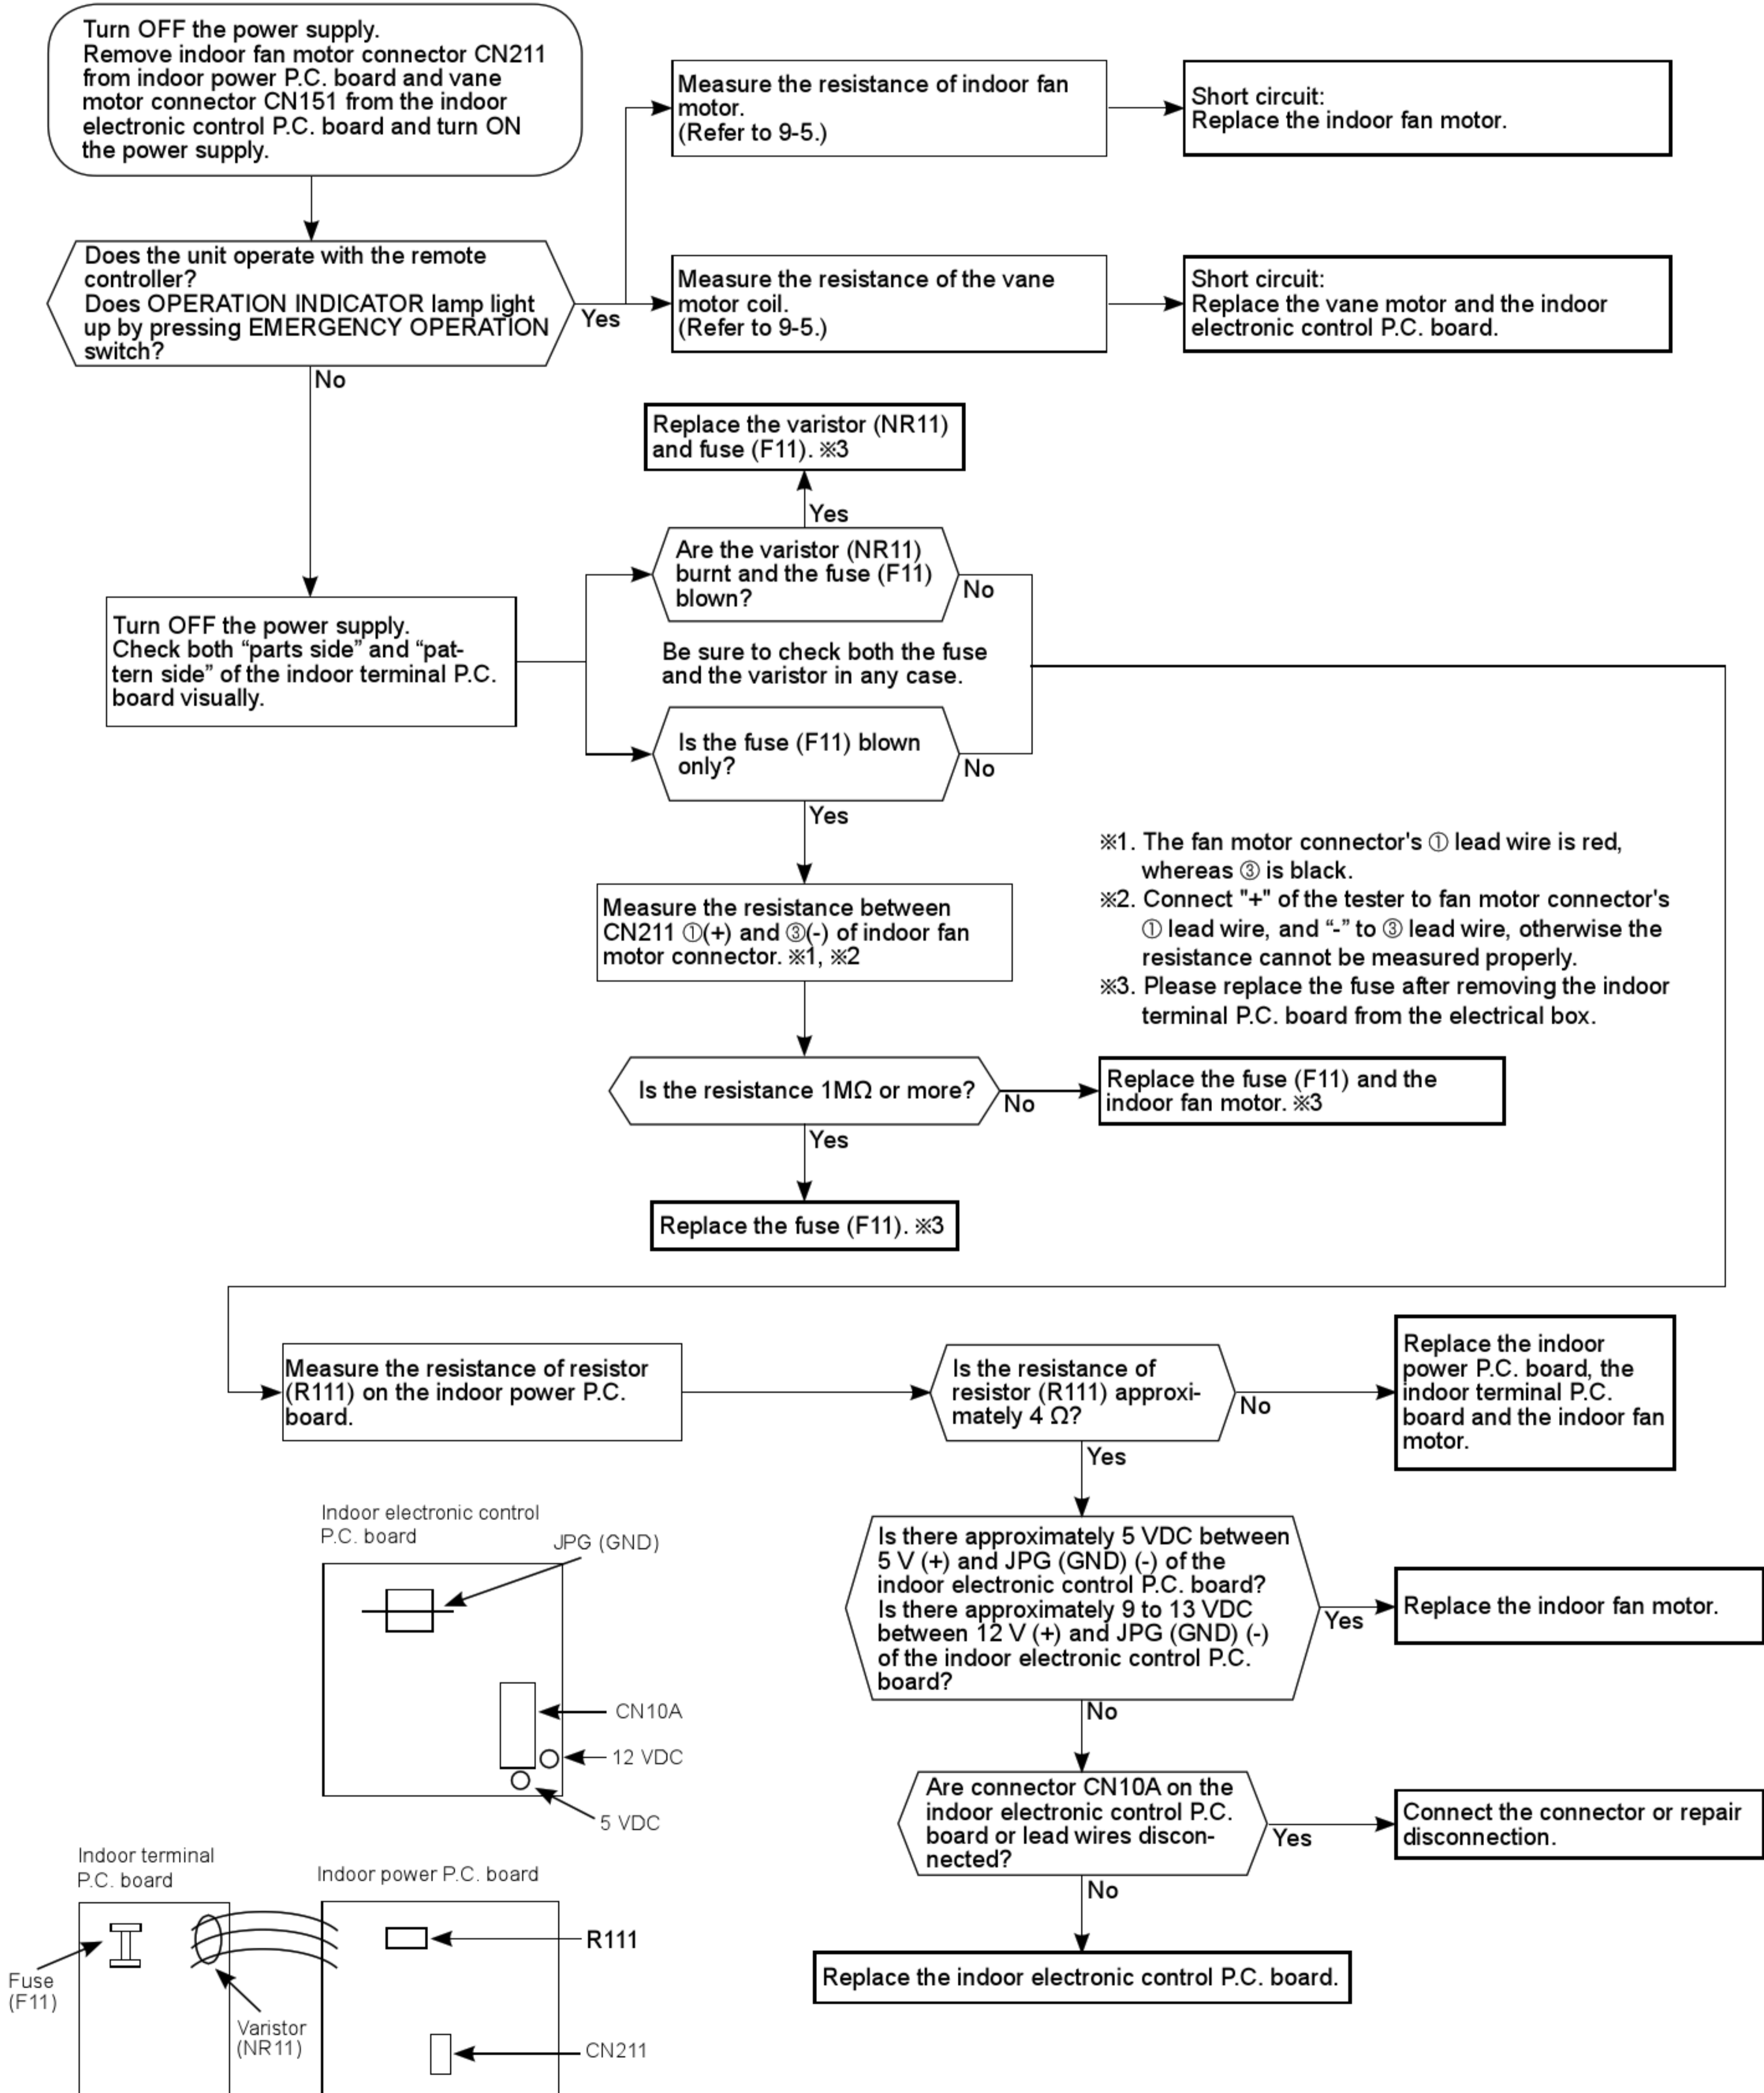 Turn OFF the power supply.
Remove indoor fan motor connector CN211
from indoor power P.C. board and vane
motor connector CN151 from the indoor
electronic control P.C. board and turn ON
the power supply.
Measure the resistance of indoor fan
motor.
(Refer to 9-5.)
Short circuit:
Replace the indoor fan motor.
Does the unit operate with the remote
controller?
Does OPERATION INDICATOR lamp light
up by pressing EMERGENCY OPERATION
switch?
Yes
Measure the resistance of the vane
motor coil.
(Refer to 9-5.)
Short circuit:
Replace the vane motor and the indoor
electronic control P.C. board.
No
Replace the varistor (NR11)
and fuse (F11). ※3
Yes
Are the varistor (NR11)
burnt and the fuse (F11)
blown?
No
Turn OFF the power supply.
Check both “parts side” and “pat-
tern side” of the indoor terminal P.C.
board visually.
Be sure to check both the fuse
and the varistor in any case.
Is the fuse (F11) blown
only?
No
Yes
※1. The fan motor connector's ① lead wire is red,
whereas ③ is black.
※2. Connect "+" of the tester to fan motor connector's
① lead wire, and “-” to ③ lead wire, otherwise the
resistance cannot be measured properly.
※3. Please replace the fuse after removing the indoor
terminal P.C. board from the electrical box.
Measure the resistance between
CN211 ①(+) and ③(-) of indoor fan
motor connector. ※1, ※2
Is the resistance 1MΩ or more?
No
Replace the fuse (F11) and the
indoor fan motor. ※3
Yes
Replace the fuse (F11). ※3
Measure the resistance of resistor
(R111) on the indoor power P.C.
board.
Is the resistance of
resistor (R111) approxi-
mately 4 Ω?
No
Replace the indoor
power P.C. board, the
indoor terminal P.C.
board and the indoor fan
motor.
Yes
Is there approximately 5 VDC between
5 V (+) and JPG (GND) (-) of the
indoor electronic control P.C. board?
Is there approximately 9 to 13 VDC
between 12 V (+) and JPG (GND) (-)
of the indoor electronic control P.C.
board?
Yes
Replace the indoor fan motor.
No
Are connector CN10A on the
indoor electronic control P.C.
board or lead wires discon-
nected?
Yes
Connect the connector or repair
disconnection.
No
Replace the indoor electronic control P.C. board.
Indoor electronic control
P.C. board
JPG (GND)
CN10A
12 VDC
5 VDC
Indoor terminal
P.C. board
Indoor power P.C. board
R111
Fuse
(F11)
Varistor
(NR11)
CN211